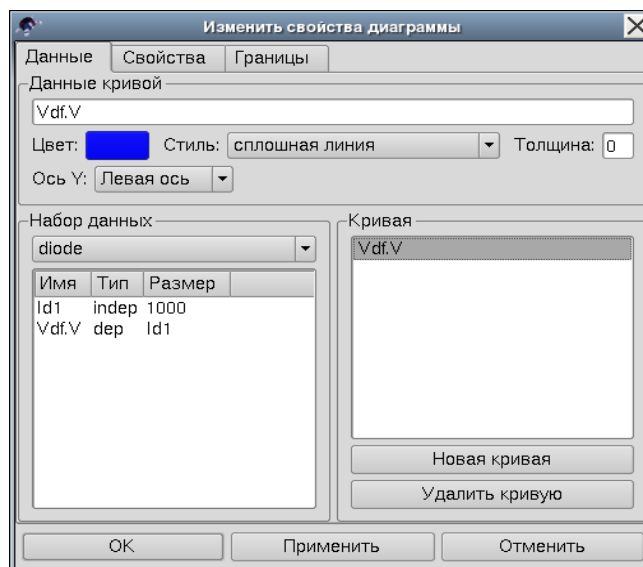 Изменить свойства диаграммы
Данные Свойства Границы
Данные кривой
Vdf.V
Цвет: Стиль: сплошная линия Толщина: 0
Ось Y: Левая ось
Набор данных
diode
Имя Тип Размер
Id1 indep 1000
Vdf.V dep Id1
Кривая
Vdf.V
Новая кривая
Удалить кривую
OK Применить Отменить